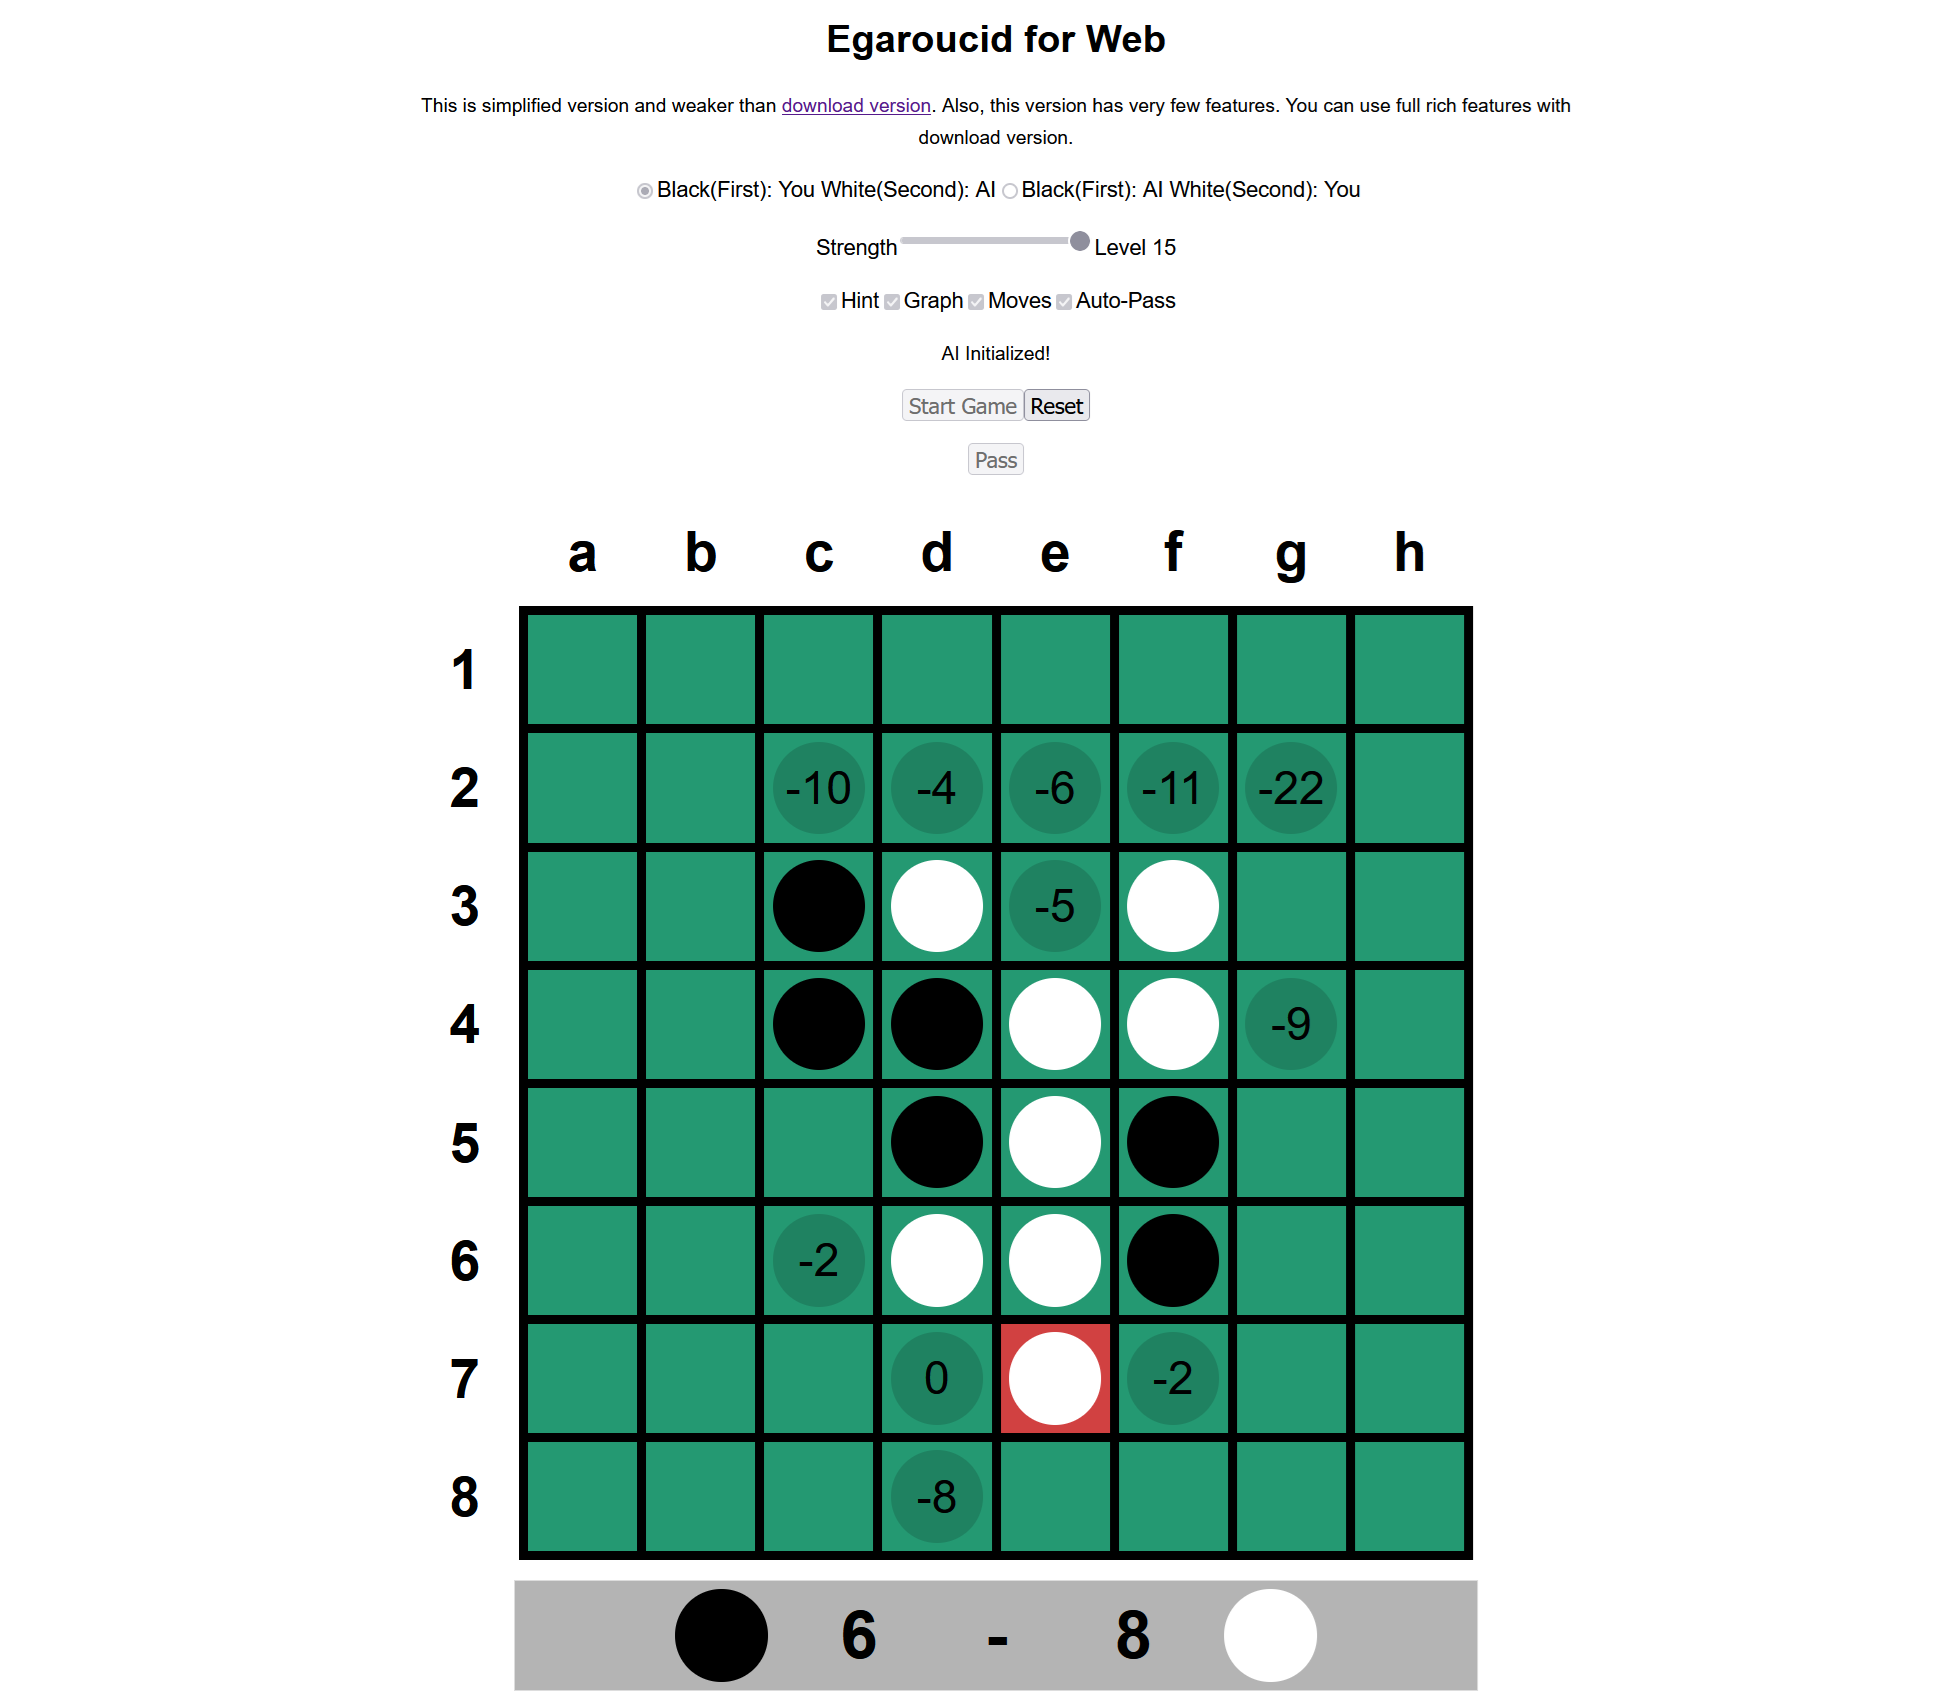 Egaroucid for Web
This is simplified version and weaker than download version. Also, this version has very few features. You can use full rich features with
download version.
Black(First): You White(Second): AI Black(First): AI White(Second): You
Strength Level 15
Hint Graph Moves Auto-Pass
AI Initialized!
Start Game Reset
Pass
a b c d e f g h
1
2 -10 -4 -6 -11 -22
3 -5
4 -9
5
6 -2
7 0 -2
8 -8
6 - 8